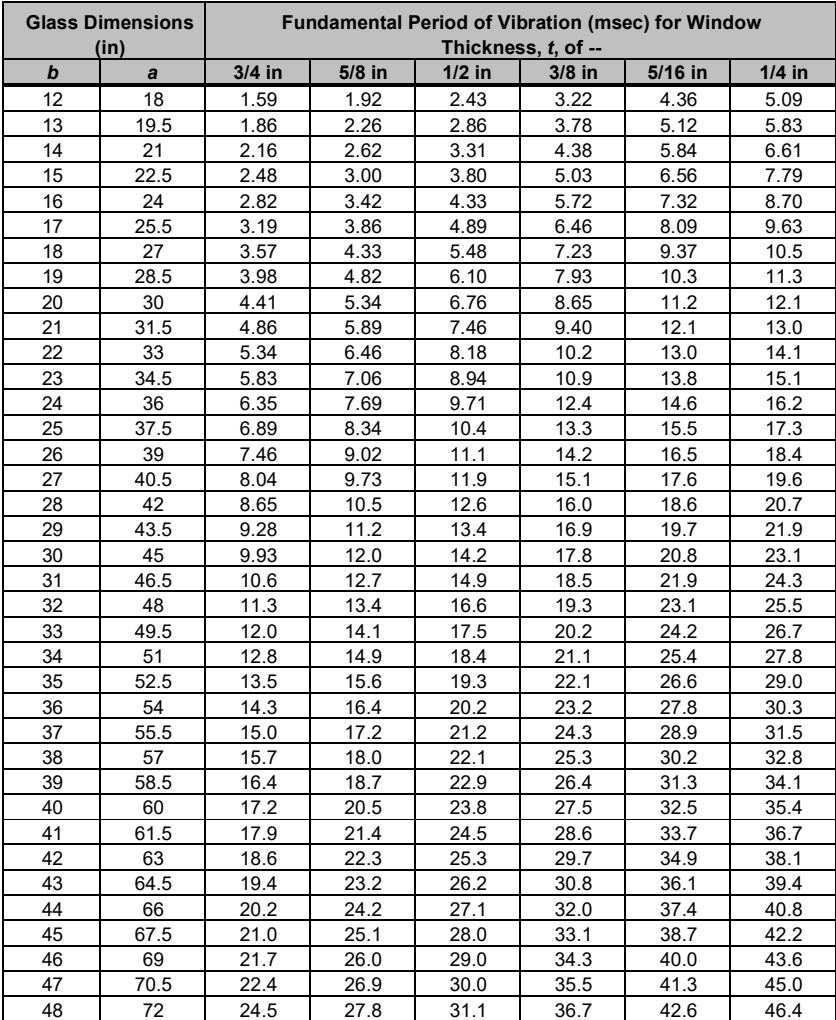 Glass Dimensions (in) Fundamental Period of Vibration (msec) for Window Thickness, t, of --
b a 3/4 in 5/8 in 1/2 in 3/8 in 5/16 in 1/4 in
12 18 1.59 1.92 2.43 3.22 4.36 5.09
13 19.5 1.86 2.26 2.86 3.78 5.12 5.83
14 21 2.16 2.62 3.31 4.38 5.84 6.61
15 22.5 2.48 3.00 3.80 5.03 6.56 7.79
16 24 2.82 3.42 4.33 5.72 7.32 8.70
17 25.5 3.19 3.86 4.89 6.46 8.09 9.63
18 27 3.57 4.33 5.48 7.23 9.37 10.5
19 28.5 3.98 4.82 6.10 7.93 10.3 11.3
20 30 4.41 5.34 6.76 8.65 11.2 12.1
21 31.5 4.86 5.89 7.46 9.40 12.1 13.0
22 33 5.34 6.46 8.18 10.2 13.0 14.1
23 34.5 5.83 7.06 8.94 10.9 13.8 15.1
24 36 6.35 7.69 9.71 12.4 14.6 16.2
25 37.5 6.89 8.34 10.4 13.3 15.5 17.3
26 39 7.46 9.02 11.1 14.2 16.5 18.4
27 40.5 8.04 9.73 11.9 15.1 17.6 19.6
28 42 8.65 10.5 12.6 16.0 18.6 20.7
29 43.5 9.28 11.2 13.4 16.9 19.7 21.9
30 45 9.93 12.0 14.2 17.8 20.8 23.1
31 46.5 10.6 12.7 14.9 18.5 21.9 24.3
32 48 11.3 13.4 16.6 19.3 23.1 25.5
33 49.5 12.0 14.1 17.5 20.2 24.2 26.7
34 51 12.8 14.9 18.4 21.1 25.4 27.8
35 52.5 13.5 15.6 19.3 22.1 26.6 29.0
36 54 14.3 16.4 20.2 23.2 27.8 30.3
37 55.5 15.0 17.2 21.2 24.3 28.9 31.5
38 57 15.7 18.0 22.1 25.3 30.2 32.8
39 58.5 16.4 18.7 22.9 26.4 31.3 34.1
40 60 17.2 20.5 23.8 27.5 32.5 35.4
41 61.5 17.9 21.4 24.5 28.6 33.7 36.7
42 63 18.6 22.3 25.3 29.7 34.9 38.1
43 64.5 19.4 23.2 26.2 30.8 36.1 39.4
44 66 20.2 24.2 27.1 32.0 37.4 40.8
45 67.5 21.0 25.1 28.0 33.1 38.7 42.2
46 69 21.7 26.0 29.0 34.3 40.0 43.6
47 70.5 22.4 26.9 30.0 35.5 41.3 45.0
48 72 24.5 27.8 31.1 36.7 42.6 46.4